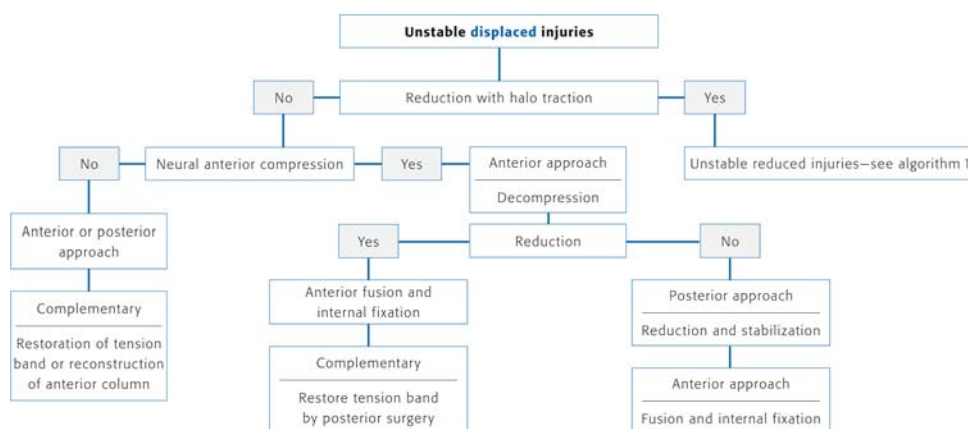 Unstable displaced injuries
No
Reduction with halo traction
Yes
No
Neural anterior compression
Yes
Anterior approach
Decompression
Unstable reduced injuries—see algorithm 1
Anterior or posterior
approach
Yes
Reduction
No
Complementary
Restoration of tension
band or reconstruction
of anterior column
Anterior fusion and
internal fixation
Complementary
Restore tension band
by posterior surgery
Posterior approach
Reduction and stabilization
Anterior approach
Fusion and internal fixation